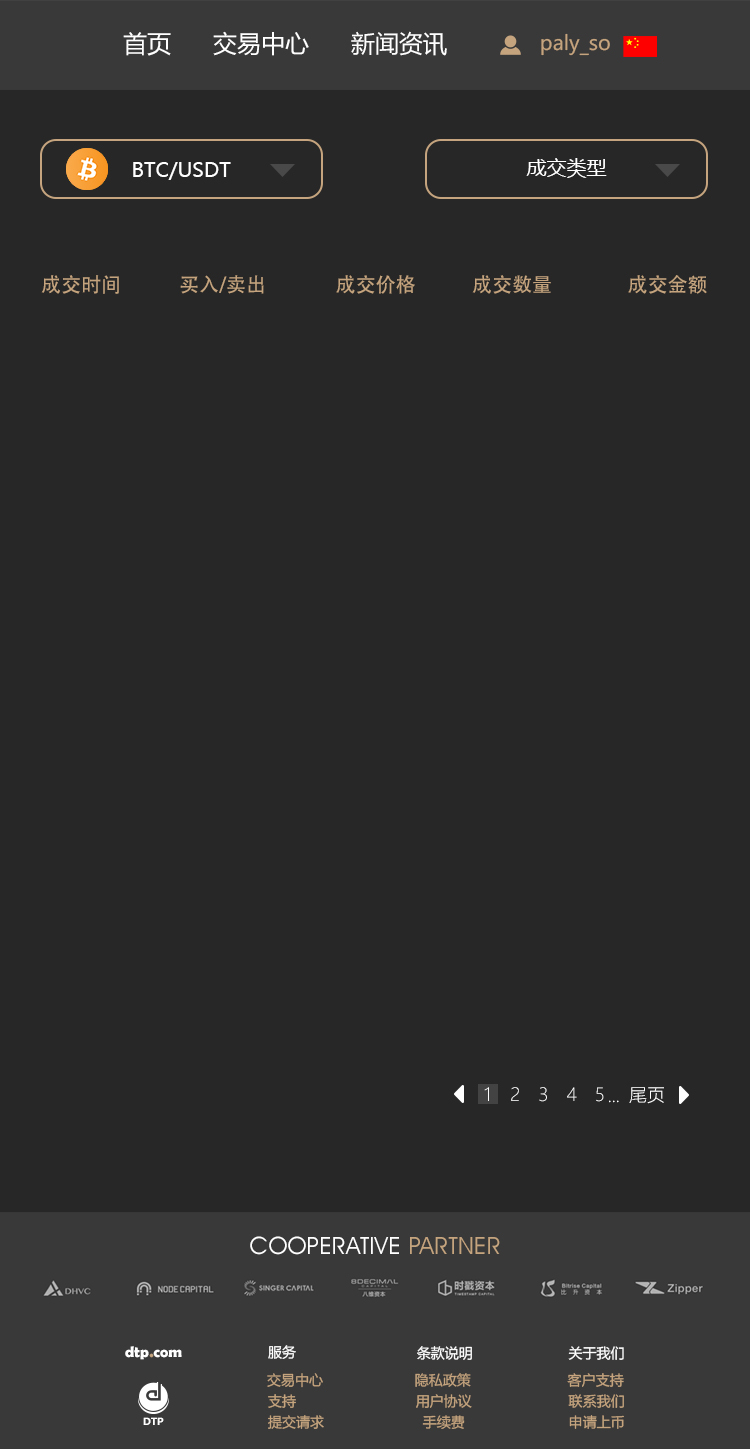 首页 交易中心 新闻资讯 paly_so
BTC/USDT 成交类型
成交时间 买入/卖出 成交价格 成交数量 成交金额
1 2 3 4 5... 尾页
COOPERATIVE PARTNER
DHVC NODE CAPITAL SINGER CAPITAL 8DECIMAL CAPITAL 八维资本 时戳资本 TIMESTAMP CAPITAL Bitrise Capital 比升资本 Zipper
dtp.com 服务 条款说明 关于我们
交易中心 隐私政策 客户支持
支持 用户协议 联系我们
DTP 提交请求 手续费 申请上币